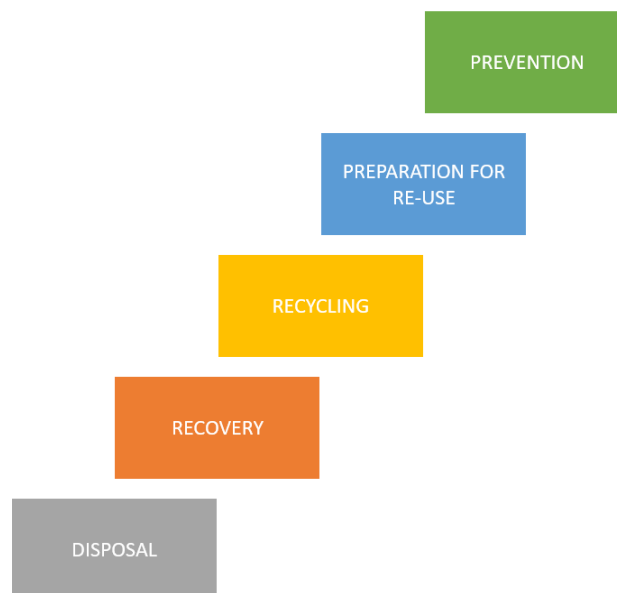 PREVENTION
PREPARATION FOR
RE-USE
RECYCLING
RECOVERY
DISPOSAL